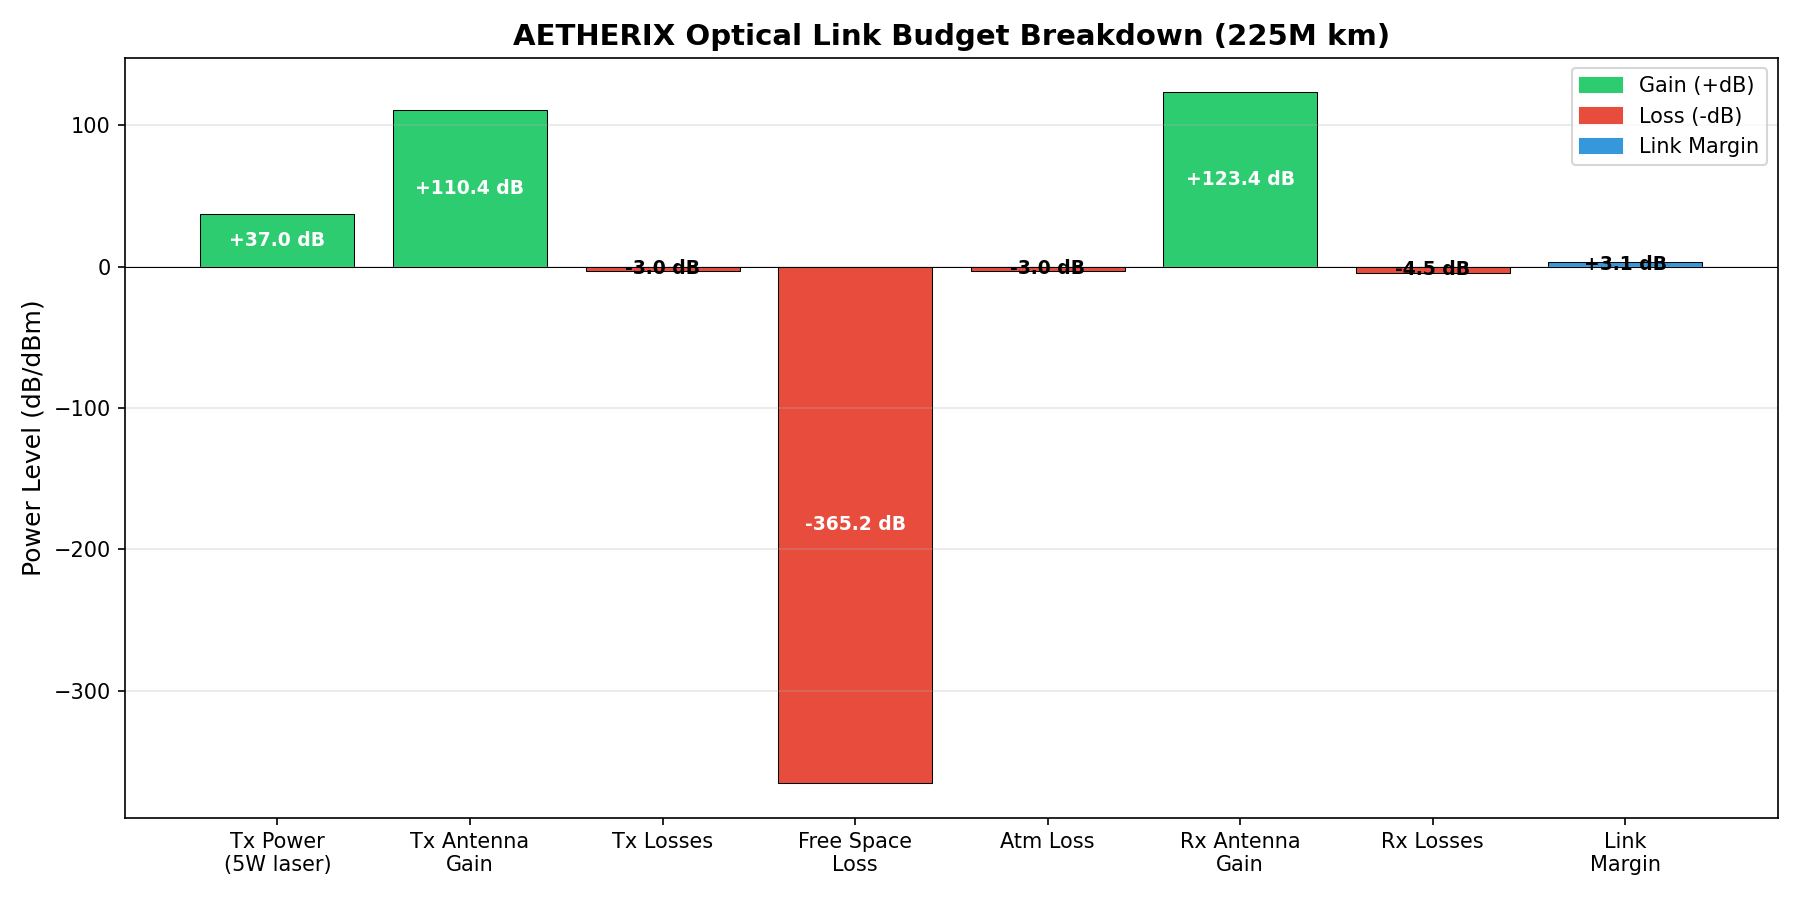 AETHERIX Optical Link Budget Breakdown (225M km)
Gain (+dB)
Loss (-dB)
Link Margin
Power Level (dB/dBm)
100
0
−100
−200
−300
+37.0 dB
+110.4 dB
-3.0 dB
-365.2 dB
-3.0 dB
+123.4 dB
-4.5 dB
+3.1 dB
Tx Power
(5W laser)
Tx Antenna
Gain
Tx Losses
Free Space
Loss
Atm Loss
Rx Antenna
Gain
Rx Losses
Link
Margin